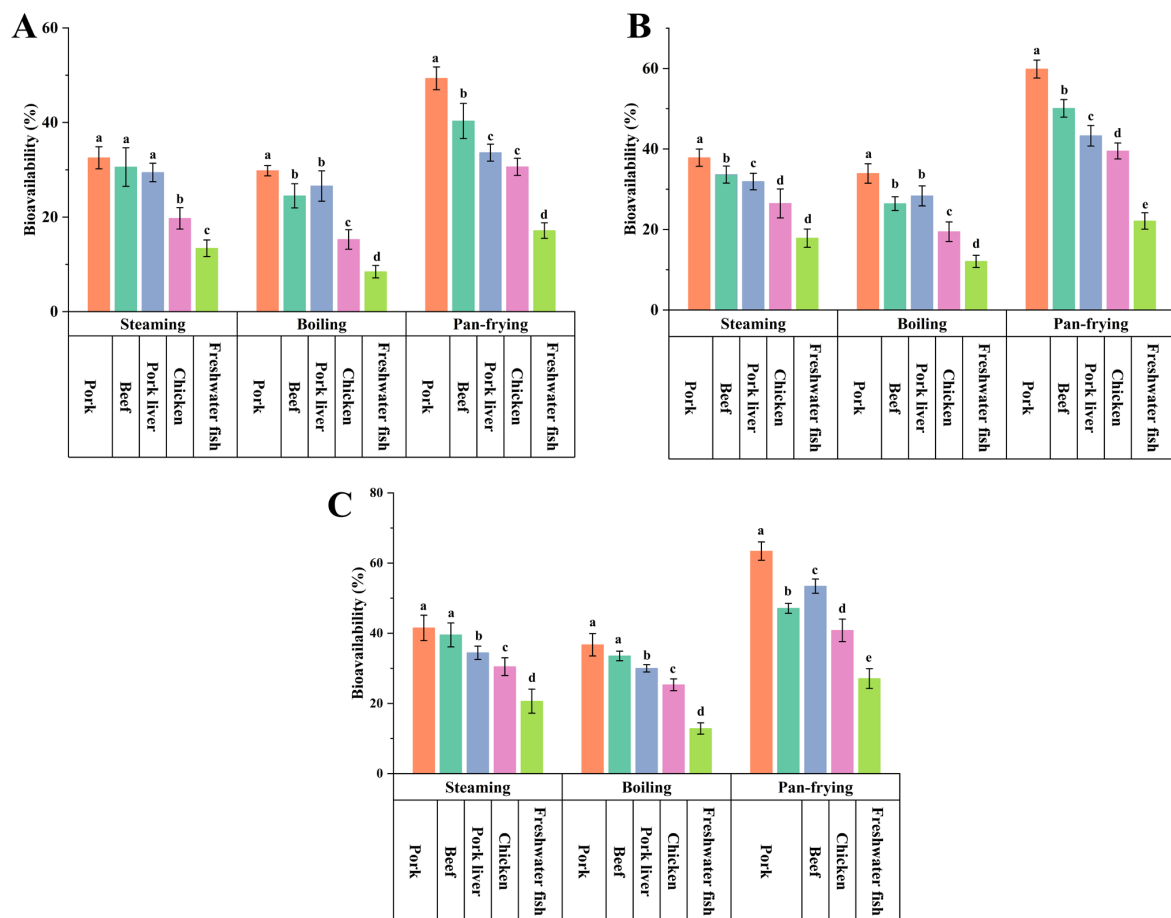 A
Bioavailability (%)
60
40
20
0
a
a
a
b
c
a
b
b
c
d
a
b
c
c
d
Steaming
Boiling
Pan-frying
Pork
Beef
Pork liver
Chicken
Freshwater fish
Pork
Beef
Pork liver
Chicken
Freshwater fish
Pork
Beef
Pork liver
Chicken
Freshwater fish
B
Bioavailability (%)
60
40
20
0
a
b
c
d
d
a
b
b
c
d
a
b
c
d
e
Steaming
Boiling
Pan-frying
Pork
Beef
Pork liver
Chicken
Freshwater fish
Pork
Beef
Pork liver
Chicken
Freshwater fish
Pork
Beef
Pork liver
Chicken
Freshwater fish
C
Bioavailability (%)
80
60
40
20
0
a
a
b
c
d
a
a
b
c
d
a
b
c
d
e
Steaming
Boiling
Pan-frying
Pork
Beef
Pork liver
Chicken
Freshwater fish
Pork
Beef
Pork liver
Chicken
Freshwater fish
Pork
Pork liver
Beef
Chicken
Freshwater fish